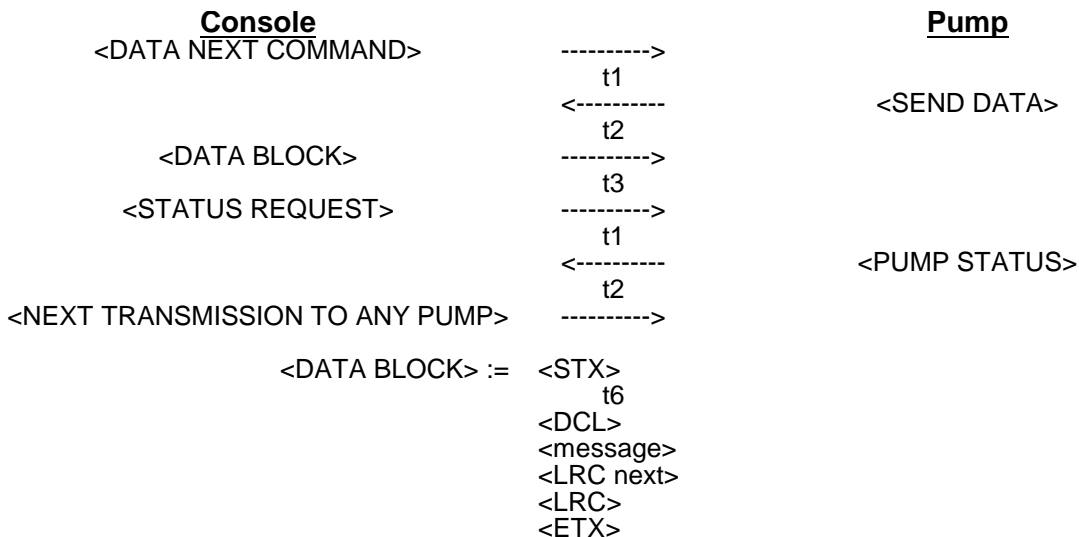 Console Pump
<DATA NEXT COMMAND> ---------->
t1
<---------- <SEND DATA>
t2
<DATA BLOCK> ---------->
t3
<STATUS REQUEST> ---------->
t1
<---------- <PUMP STATUS>
t2
<NEXT TRANSMISSION TO ANY PUMP> ---------->
<DATA BLOCK> := <STX>
t6
<DCL>
<message>
<LRC next>
<LRC>
<ETX>